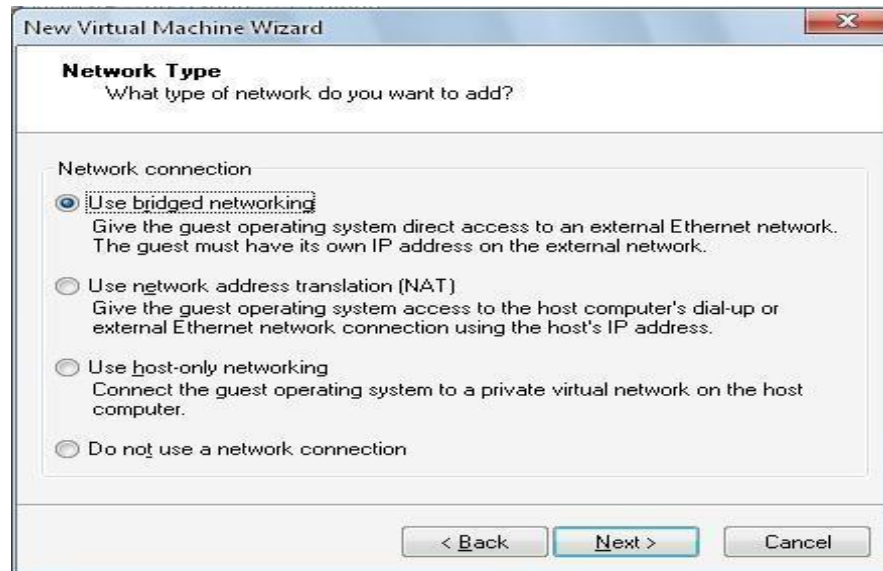 New Virtual Machine Wizard
Network Type
What type of network do you want to add?
Network connection
Use bridged networking
Give the guest operating system direct access to an external Ethernet network.
The guest must have its own IP address on the external network.
Use network address translation (NAT)
Give the guest operating system access to the host computer's dial-up or
external Ethernet network connection using the host's IP address.
Use host-only networking
Connect the guest operating system to a private virtual network on the host
computer.
Do not use a network connection
< Back
Next >
Cancel